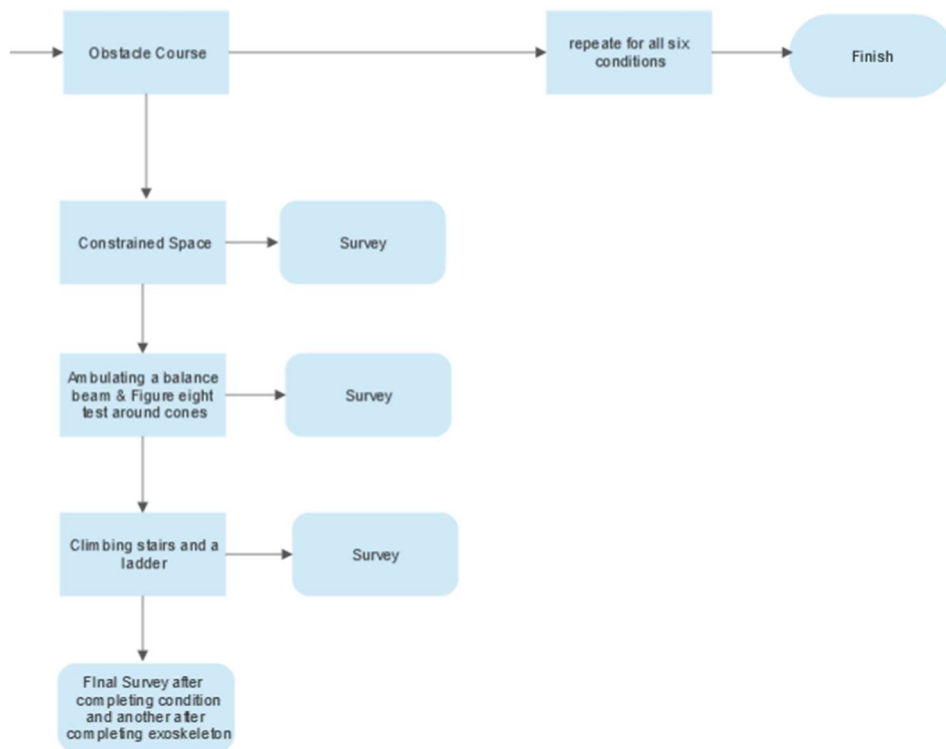 Obstacle Course
repeate for all six
conditions
Finish
Constrained Space
Survey
Ambulating a balance
beam & Figure eight
test around cones
Survey
Climbing stairs and a
ladder
Survey
FInal Survey after
completing condition
and another after
completing exoskeleton